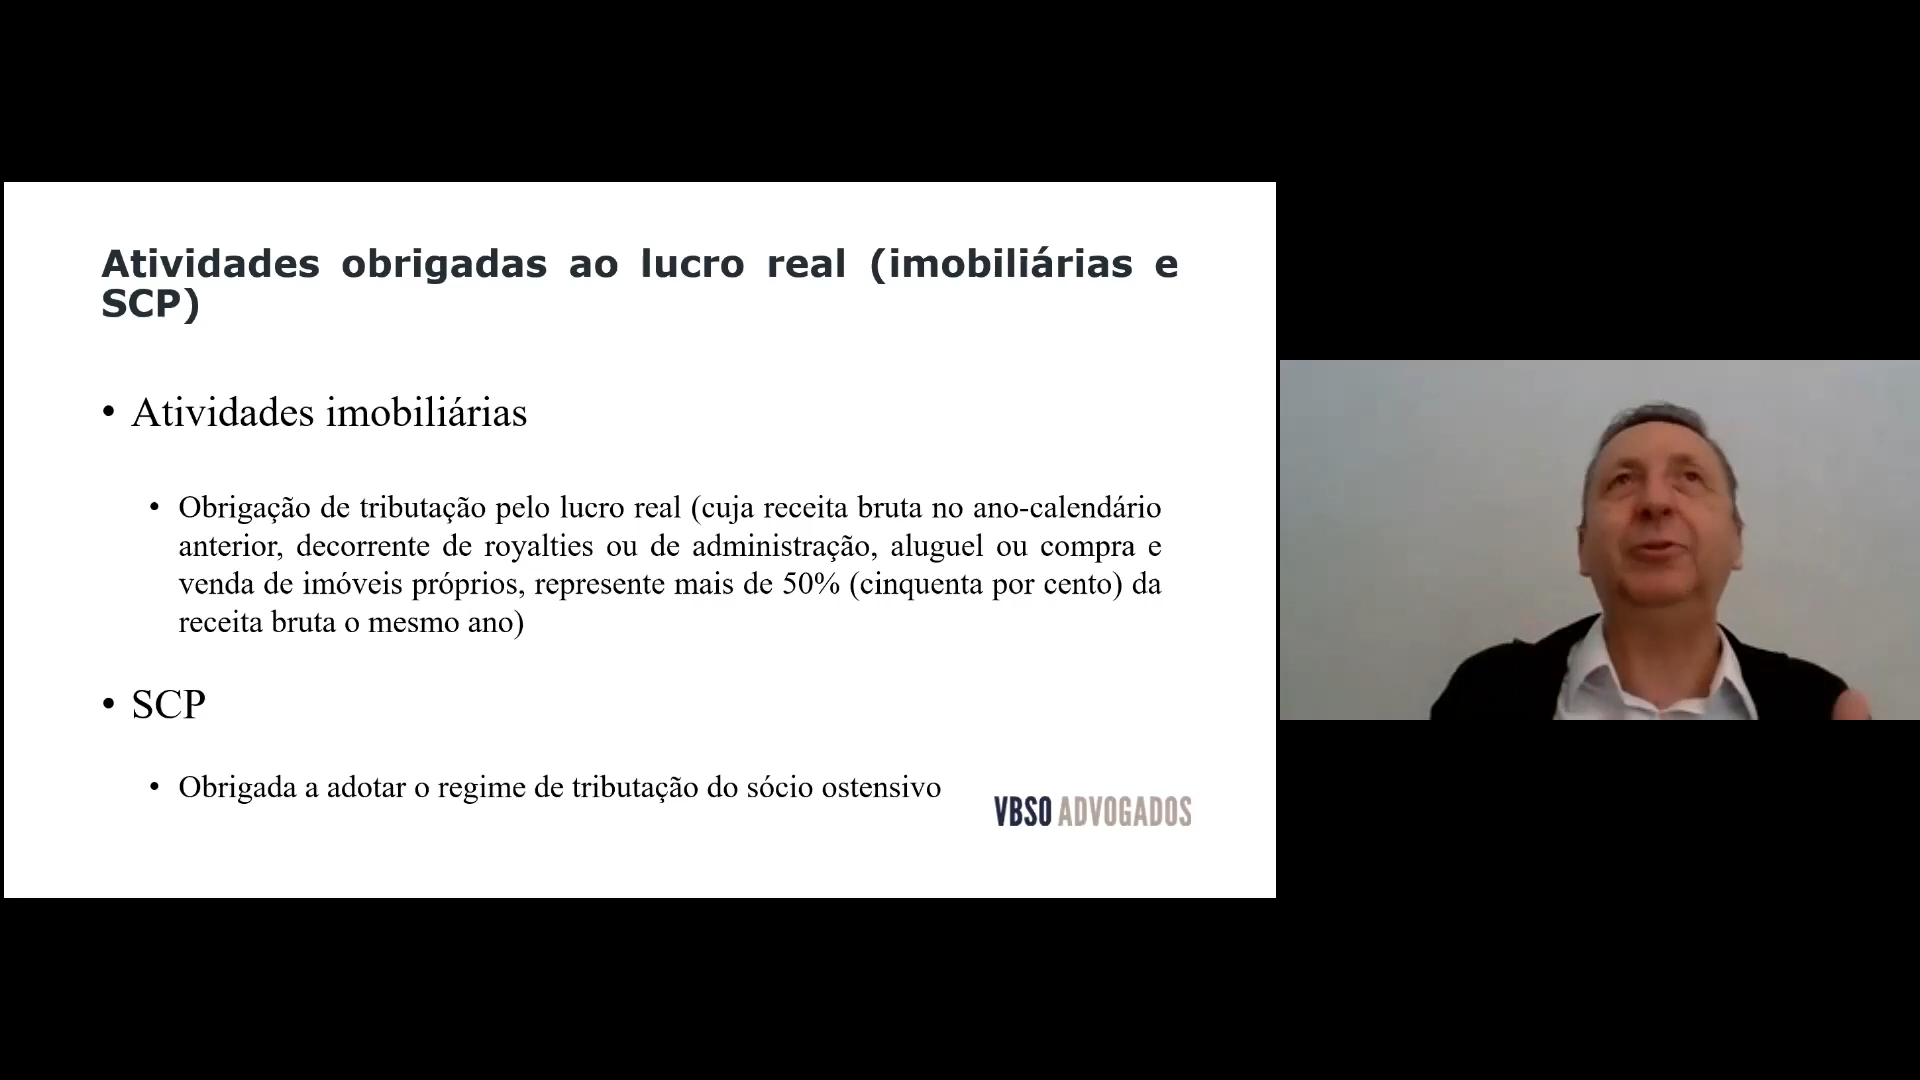 Atividades obrigadas ao lucro real (imobiliárias e
SCP)
• Atividades imobiliárias
• Obrigação de tributação pelo lucro real (cuja receita bruta no ano-calendário
anterior, decorrente de royalties ou de administração, aluguel ou compra e
venda de imóveis próprios, represente mais de 50% (cinquenta por cento) da
receita bruta o mesmo ano)
• SCP
• Obrigada a adotar o regime de tributação do sócio ostensivo
VBSO ADVOGADOS